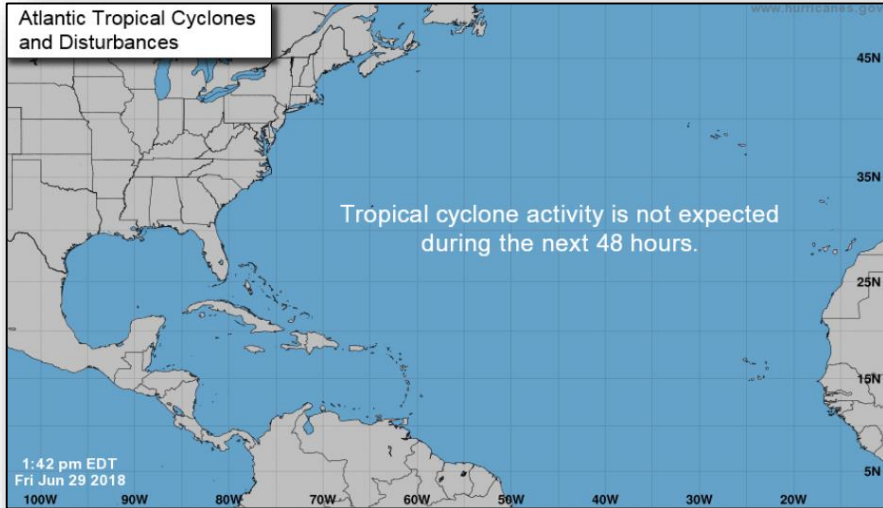 Atlantic Tropical Cyclones
and Disturbances
www.hurricanes.gov
45N
35N
Tropical cyclone activity is not expected
during the next 48 hours.
25N
15N
1:42 pm EDT
Fri Jun 29 2018
5N
100W 90W 80W 70W 60W 50W 40W 30W 20W